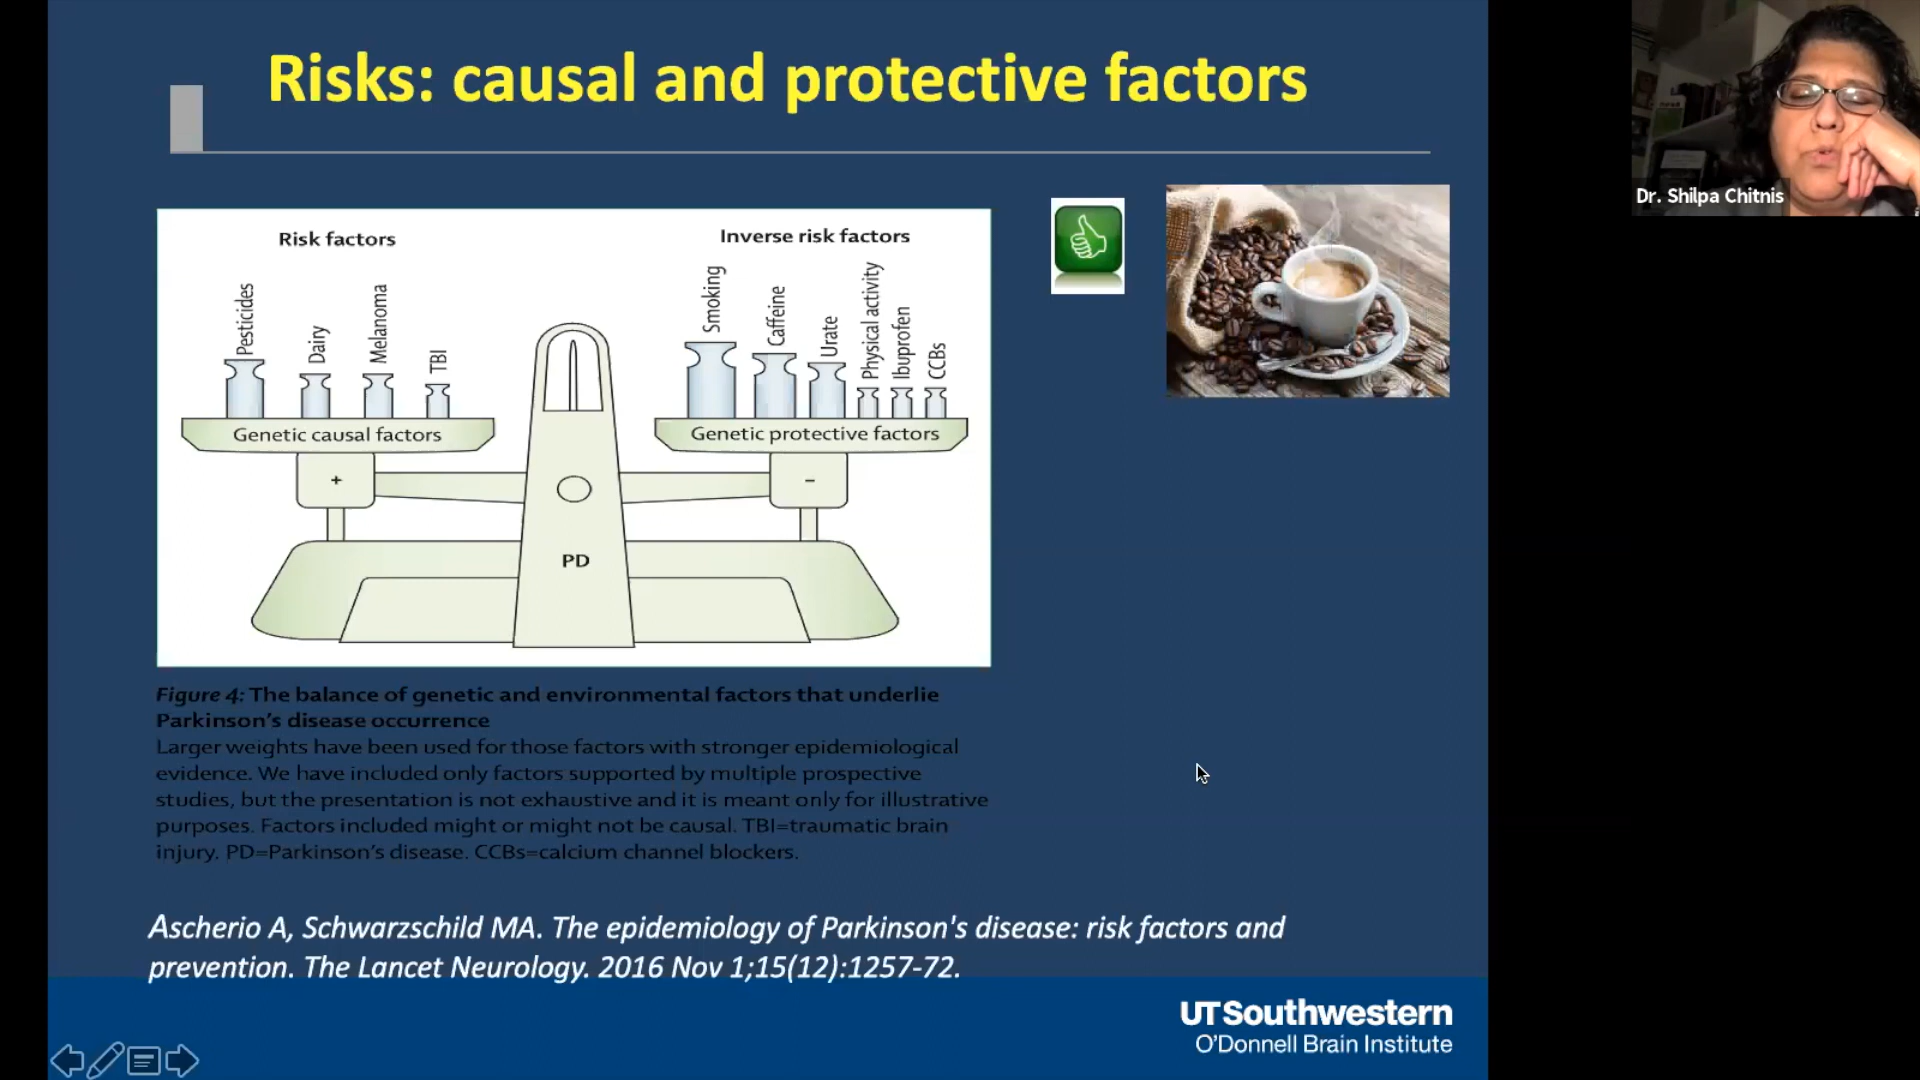 Risks: causal and protective factors
Dr. Shilpa Chitnis
Risk factors
Inverse risk factors
Pesticides
Dairy
Melanoma
TBI
Smoking
Caffeine
Urate
Physical activity
Ibuprofen
CCBs
Genetic causal factors
Genetic protective factors
+
−
PD
Figure 4: The balance of genetic and environmental factors that underlie
Parkinson's disease occurrence
Larger weights have been used for those factors with stronger epidemiological
evidence. We have included only factors supported by multiple prospective
studies, but the presentation is not exhaustive and it is meant only for illustrative
purposes. Factors included might or might not be causal. TBI=traumatic brain
injury. PD=Parkinson's disease. CCBs=calcium channel blockers.
Ascherio A, Schwarzschild MA. The epidemiology of Parkinson's disease: risk factors and
prevention. The Lancet Neurology. 2016 Nov 1;15(12):1257-72.
UTSouthwestern
O'Donnell Brain Institute